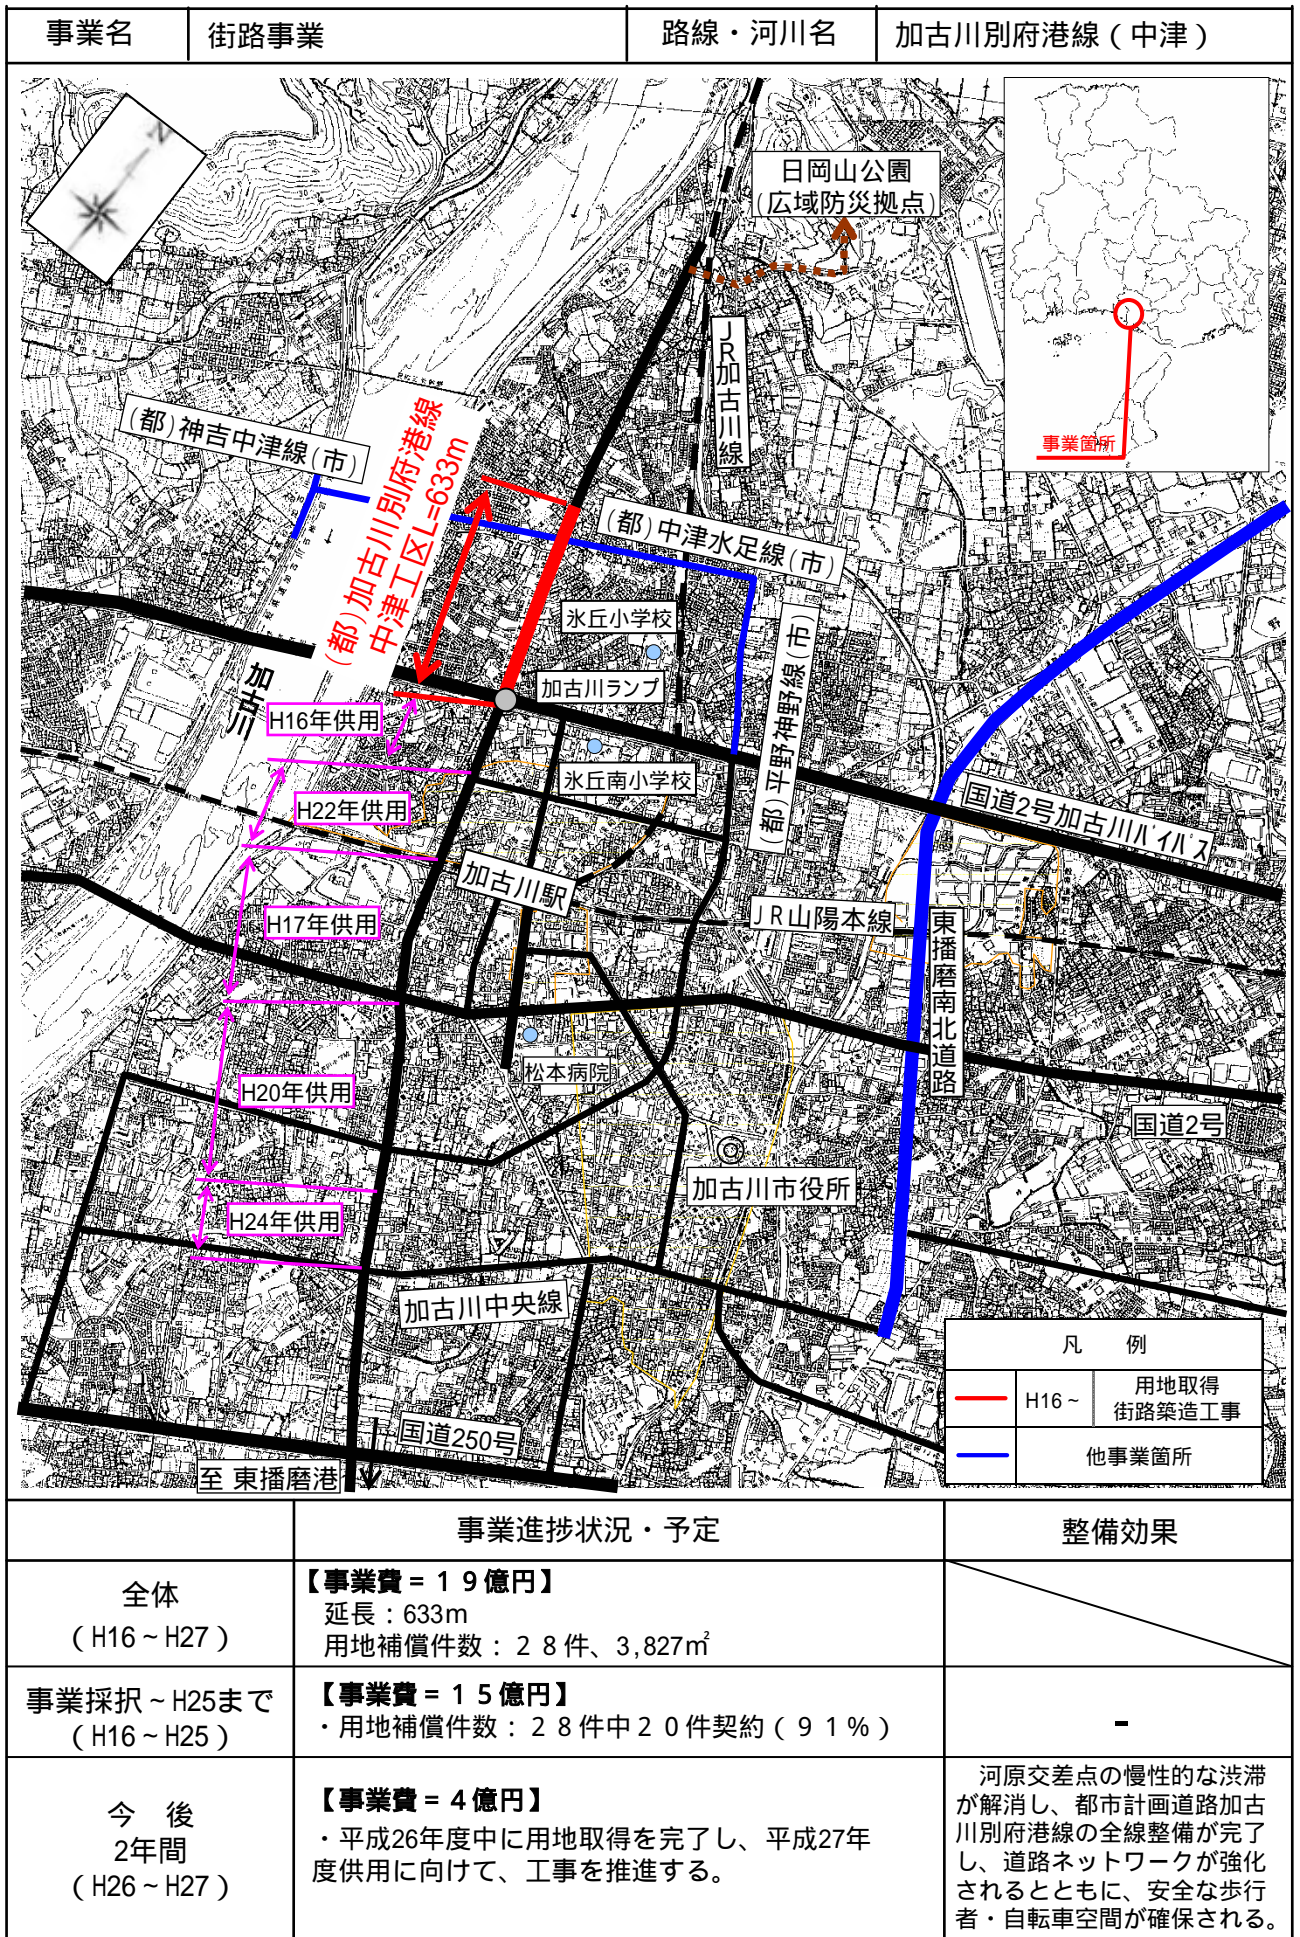 事業名
街路事業
路線・河川名
加古川別府港線（中津）
N
日岡山公園
(広域防災拠点)
事業箇所
JR加古川線
(都)神吉中津線(市)
(都)加古川別府港線
中津工区L=633m
(都)中津水足線(市)
氷丘小学校
加古川ランプ
(都)平野神野線(市)
加古川
H16年供用
氷丘南小学校
H22年供用
国道2号加古川バイパス
加古川駅
JR山陽本線
H17年供用
東播磨南北道路
松本病院
H20年供用
国道2号
加古川市役所
H24年供用
加古川中央線
国道250号
至 東播磨港
凡　例
H16～
用地取得
街路築造工事
他事業箇所
事業進捗状況・予定
整備効果
全体
（H16～H27）
【事業費＝１９億円】
延長：633m
用地補償件数：２８件、3,827㎡
事業採択～H25まで
（H16～H25）
【事業費＝１５億円】
・用地補償件数：２８件中２０件契約（９１％）
-
今　後
2年間
（H26～H27）
【事業費＝４億円】
・平成26年度中に用地取得を完了し、平成27年
度供用に向けて、工事を推進する。
河原交差点の慢性的な渋滞
が解消し、都市計画道路加古
川別府港線の全線整備が完了
し、道路ネットワークが強化
されるとともに、安全な歩行
者・自転車空間が確保される。